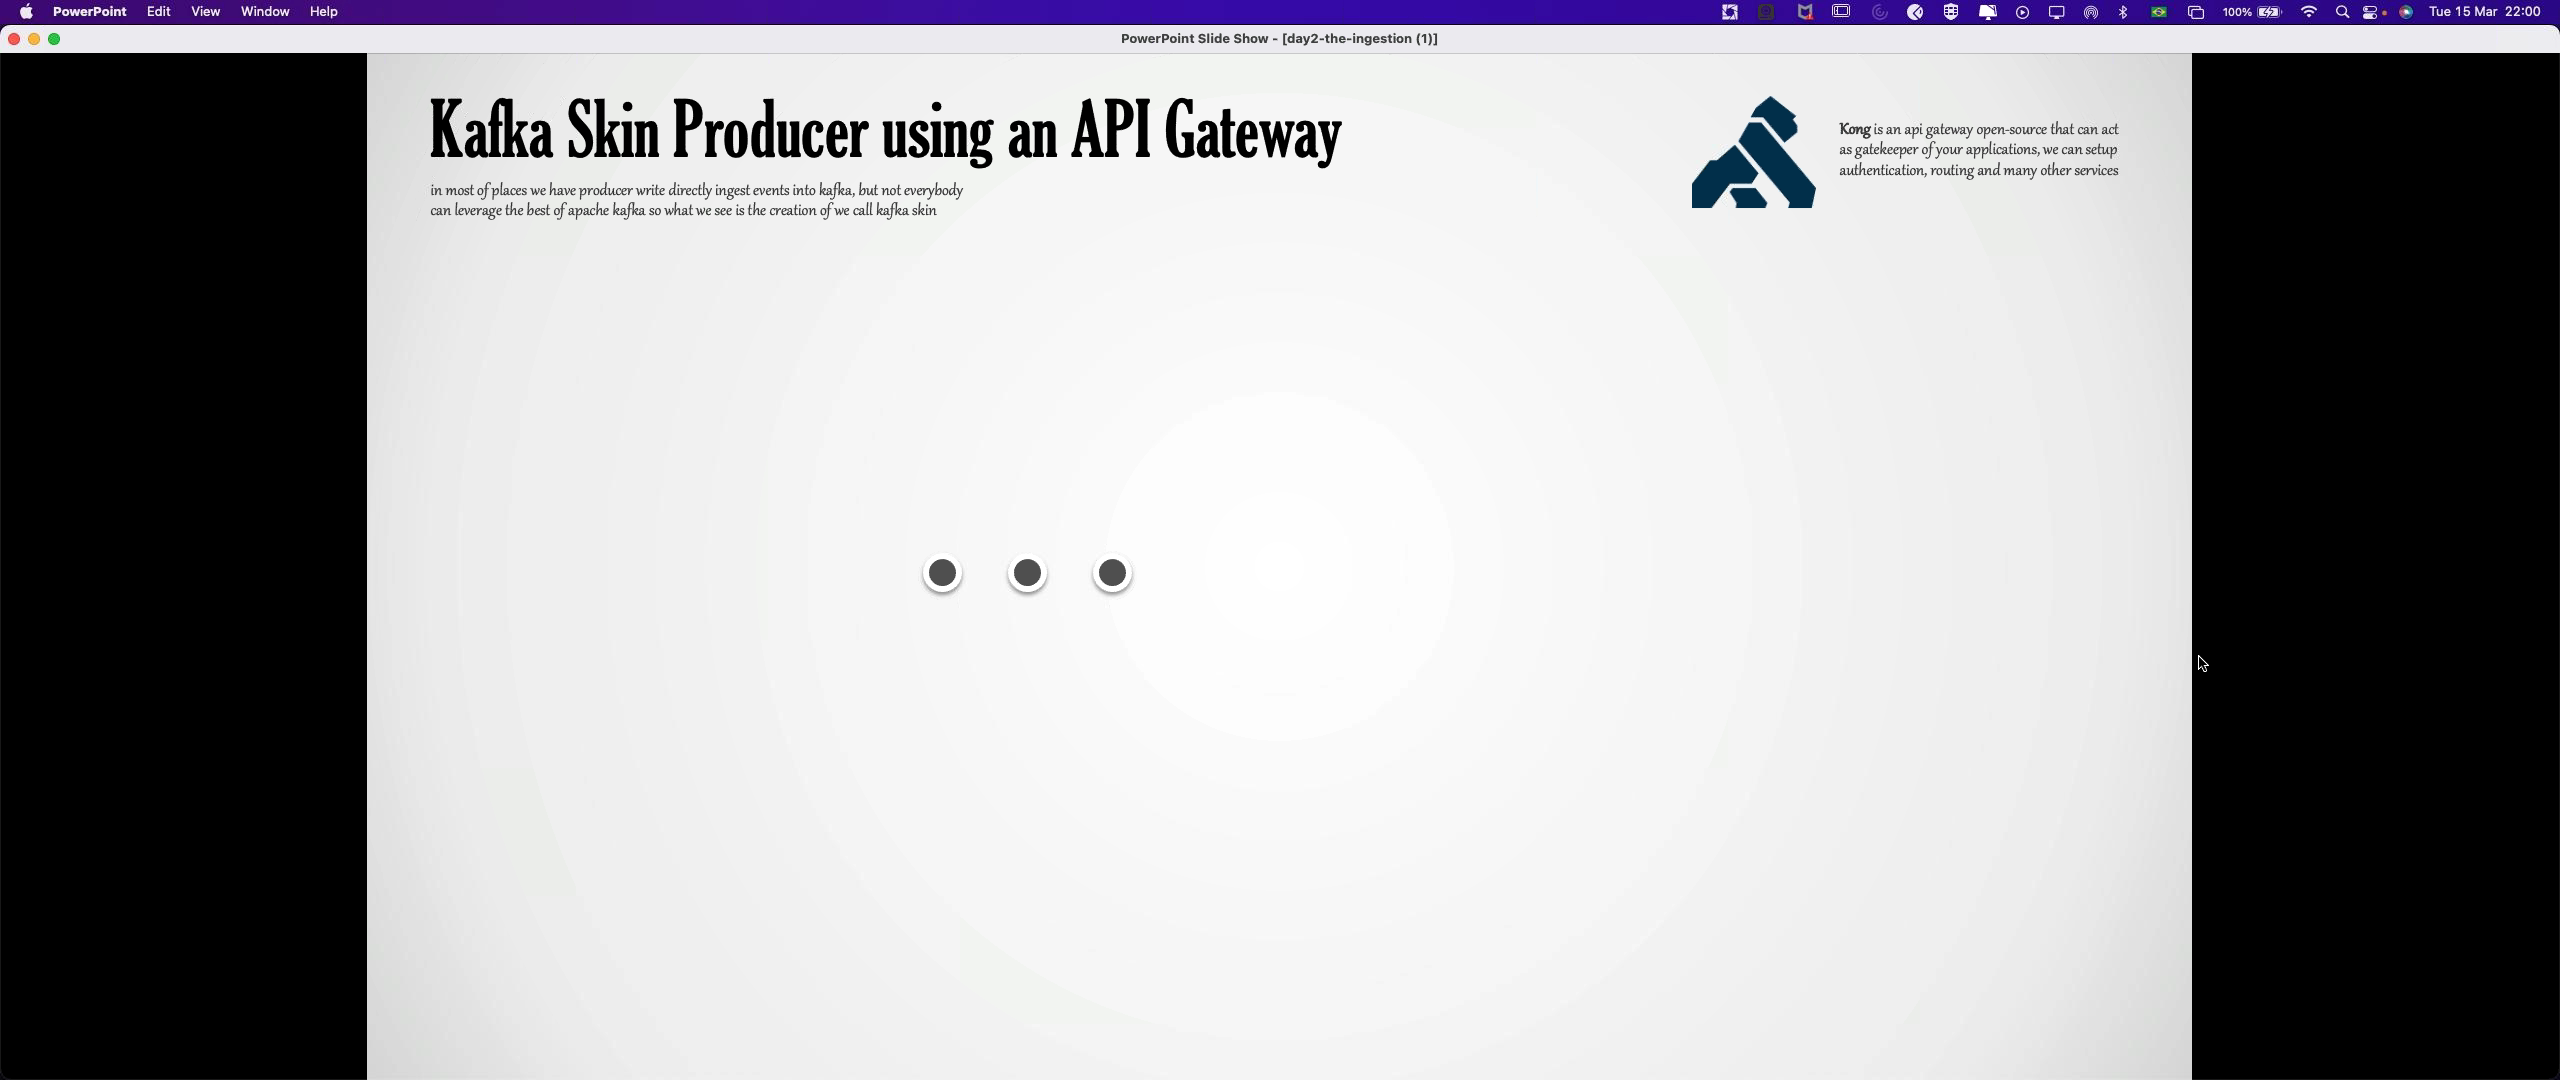 PowerPoint Edit View Window Help
100% Tue 15 Mar 22:00
PowerPoint Slide Show - [day2-the-ingestion (1)]
Kafka Skin Producer using an API Gateway
in most of places we have producer write directly ingest events into kafka, but not everybody
can leverage the best of apache kafka so what we see is the creation of we call kafka skin
Kong is an api gateway open-source that can act
as gatekeeper of your applications, we can setup
authentication, routing and many other services